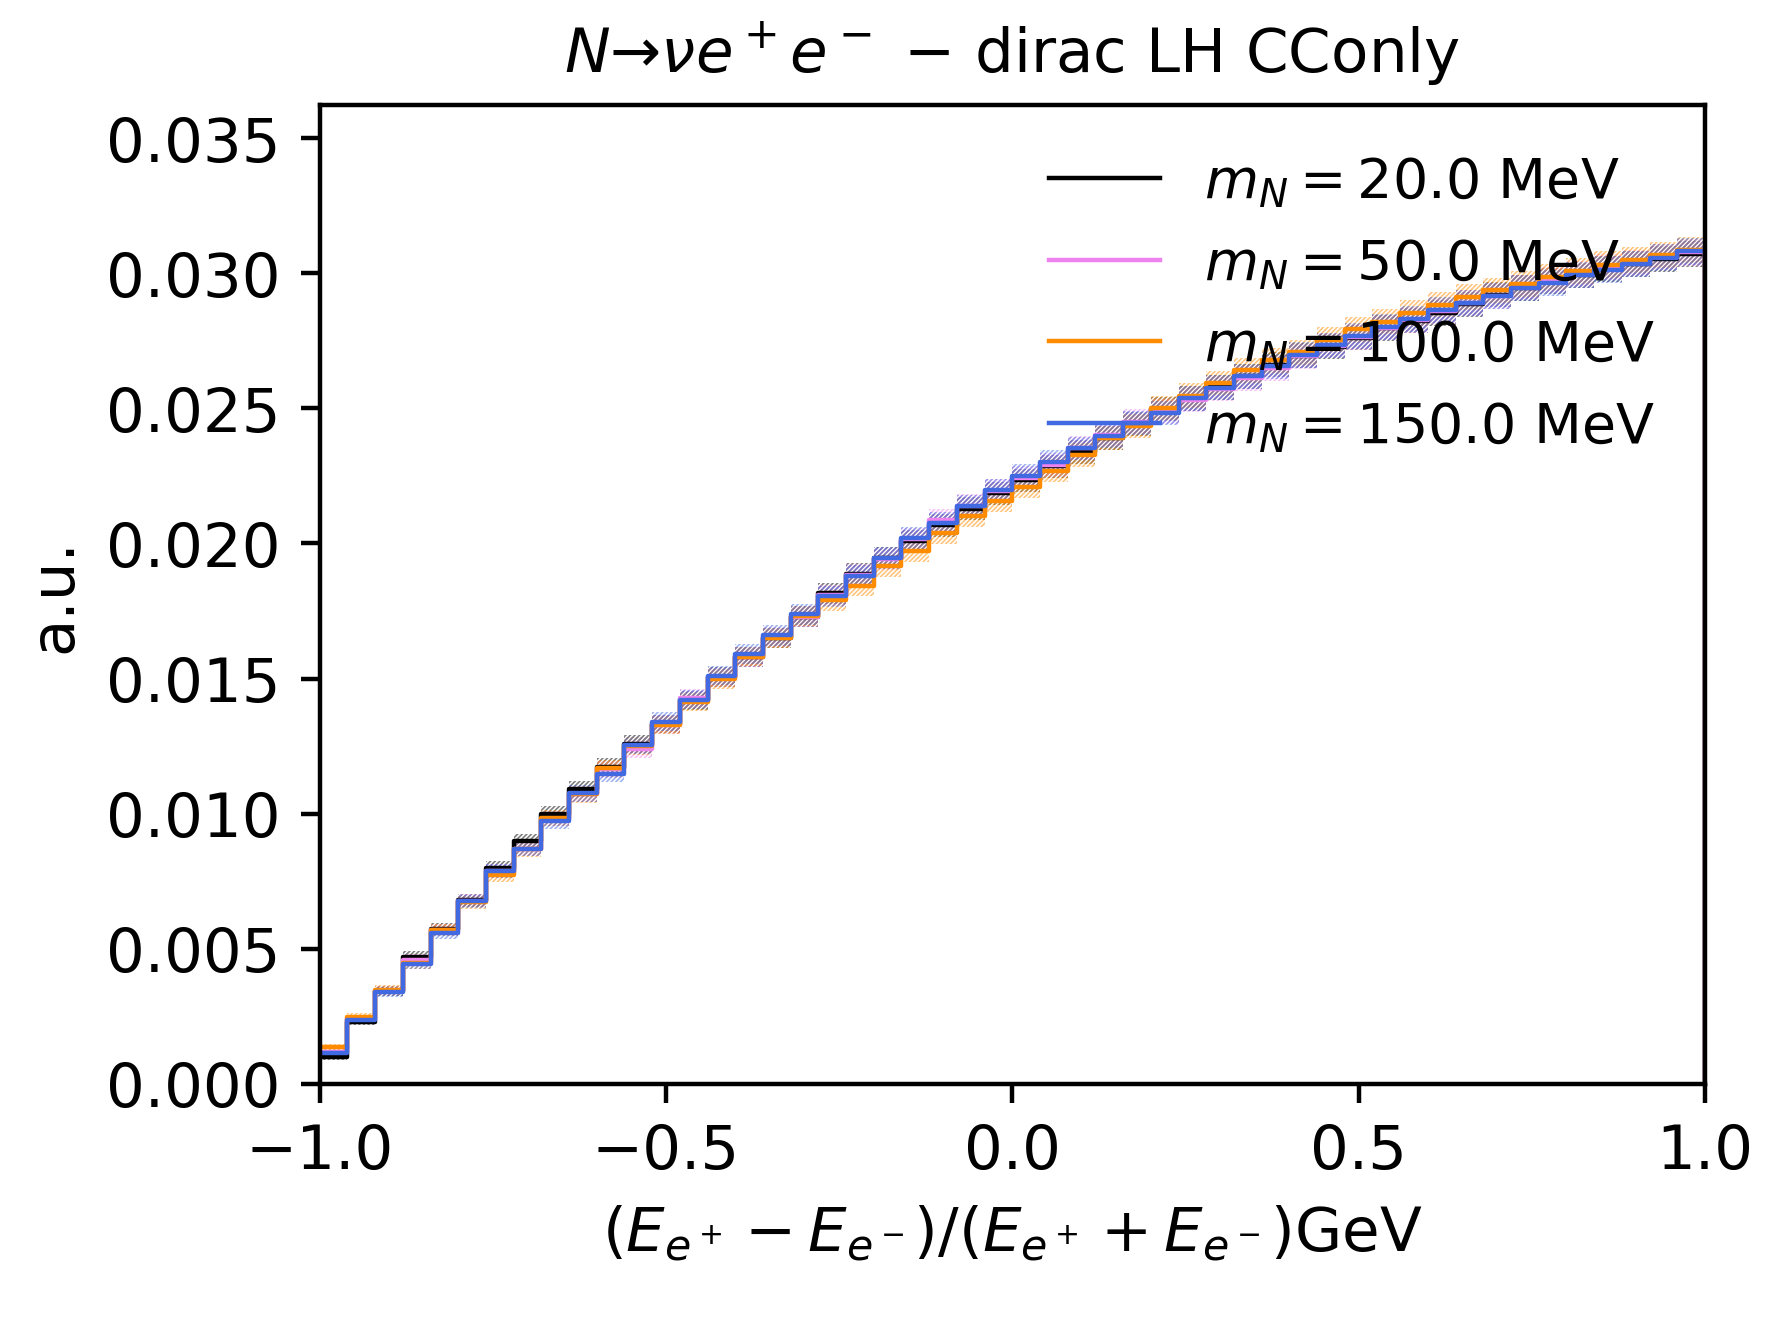 N→νe⁺e⁻ − dirac LH CConly
0.035
0.030
0.025
0.020
0.015
0.010
0.005
0.000
a.u.
m_N = 20.0 MeV
m_N = 50.0 MeV
m_N = 100.0 MeV
m_N = 150.0 MeV
−1.0 −0.5 0.0 0.5 1.0
(E_{e⁺} − E_{e⁻})/(E_{e⁺} + E_{e⁻})GeV